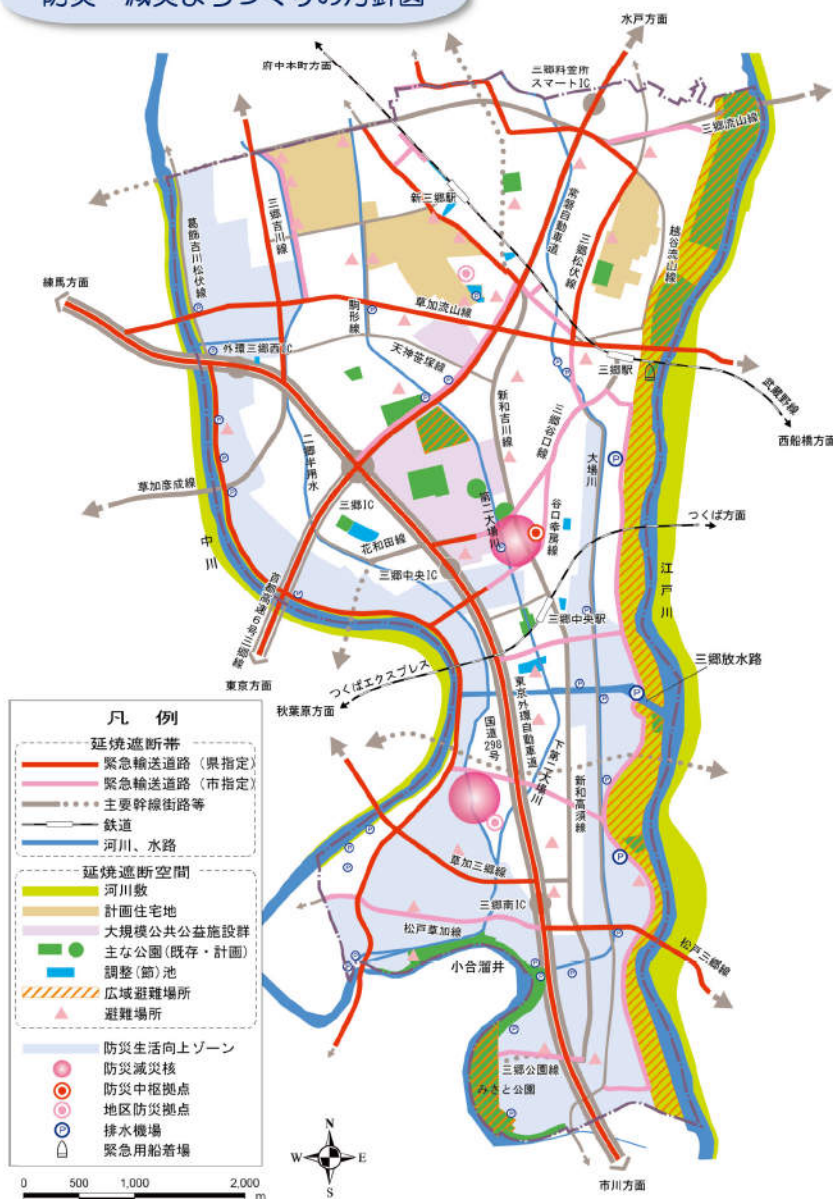 防災・減災まちづくりの方針図
水戸方面
府中本町方面
三郷料金所
スマートIC
三郷流山線
新三郷駅
常磐自動車道
三郷吉川線
葛飾吉川松伏線
三郷松伏線
越谷流山線
練馬方面
駒形線
草加流山線
外環三郷西IC
天神笹塚線
三郷駅
武蔵野線
西船橋方面
新和吉川線
三郷谷口線
大場川
二郷半用水
草加彦成線
三郷IC
第二大場川
谷口幸房線
つくば方面
花和田線
中川
三郷中央IC
江戸川
首都高速6号三郷線
三郷中央駅
三郷放水路
東京方面
つくばエクスプレス
秋葉原方面
国道298号
東京外環自動車道
下第二大場川
新和高須線
草加三郷線
三郷南IC
松戸草加線
松戸三郷線
小合溜井
三郷公園線
みさと公園
市川方面
凡 例
延焼遮断帯
緊急輸送道路(県指定)
緊急輸送道路(市指定)
主要幹線街路等
鉄道
河川、水路
延焼遮断空間
河川敷
計画住宅地
大規模公共公益施設群
主な公園(既存・計画)
調整(節)池
広域避難場所
避難場所
防災生活向上ゾーン
防災減災核
防災中枢拠点
地区防災拠点
P 排水機場
緊急用船着場
N
W E
S
0 500 1,000 2,000
m